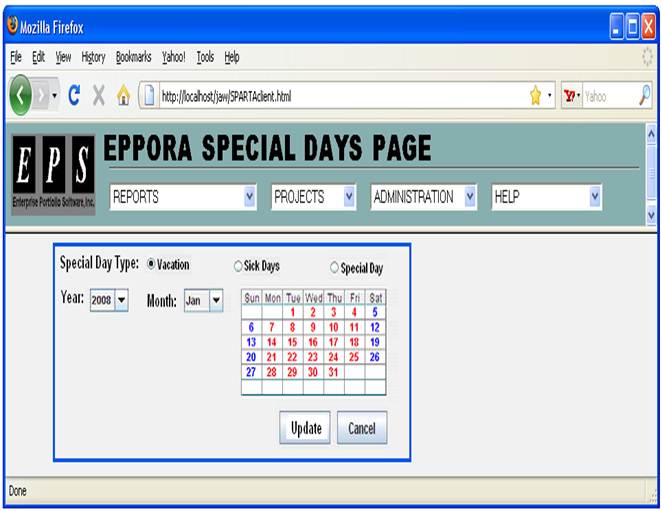 Mozilla Firefox
File Edit View History Bookmarks Yahoo! Tools Help
http://localhost/jaw/SPARTAclient.html
Y! Yahoo
EPS
Enterprise Portfolio Software, Inc.
EPPORA SPECIAL DAYS PAGE
REPORTS PROJECTS ADMINISTRATION HELP
Special Day Type: Vacation Sick Days Special Day
Year: 2008 Month: Jan
Sun Mon Tue Wed Thu Fri Sat
1 2 3 4 5
6 7 8 9 10 11 12
13 14 15 16 17 18 19
20 21 22 23 24 25 26
27 28 29 30 31
Update Cancel
Done